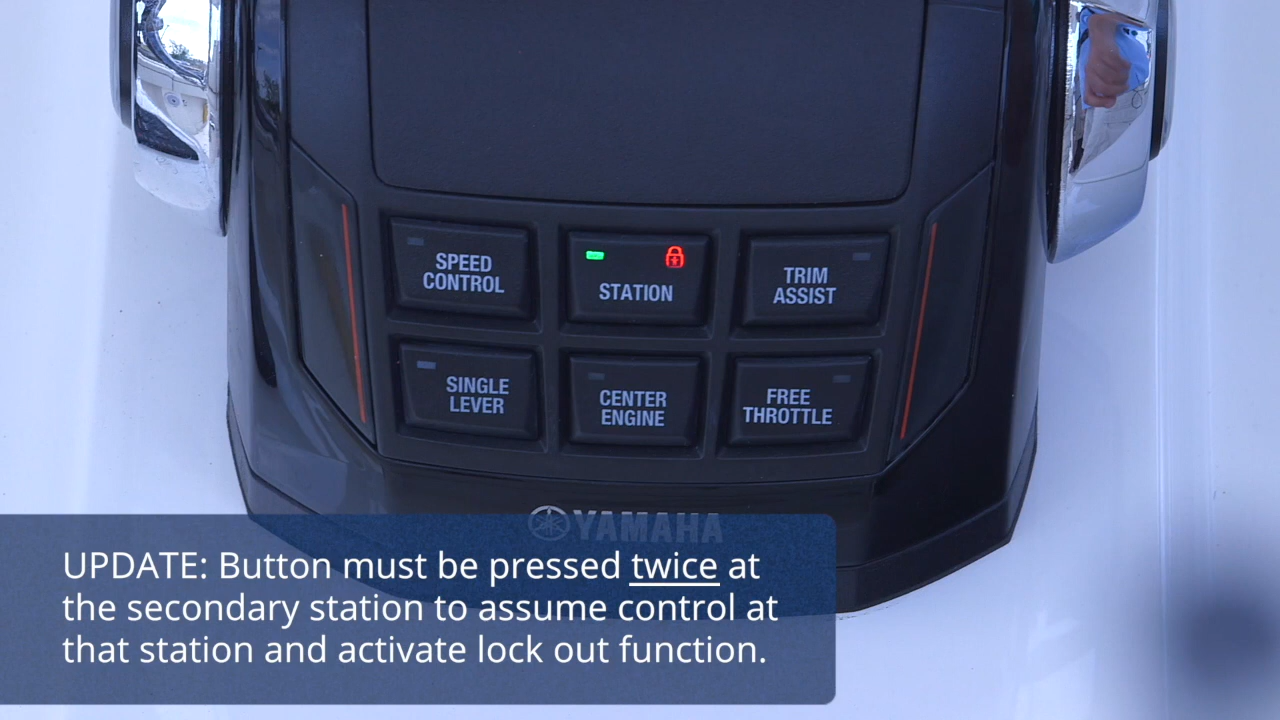 SPEED
CONTROL
STATION
TRIM
ASSIST
SINGLE
LEVER
CENTER
ENGINE
FREE
THROTTLE
YAMAHA
UPDATE: Button must be pressed twice at
the secondary station to assume control at
that station and activate lock out function.